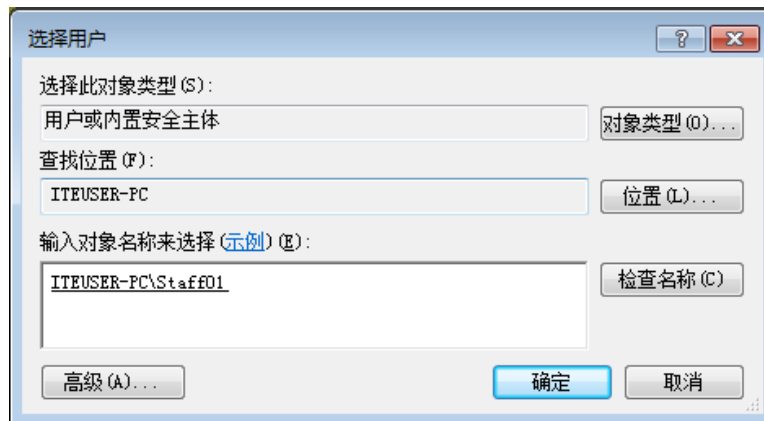 选择用户
选择此对象类型(S):
用户或内置安全主体
对象类型(O)...
查找位置(F):
ITEUSER-PC
位置(L)...
输入对象名称来选择(示例)(E):
ITEUSER-PC\Staff01
检查名称(C)
高级(A)...
确定
取消